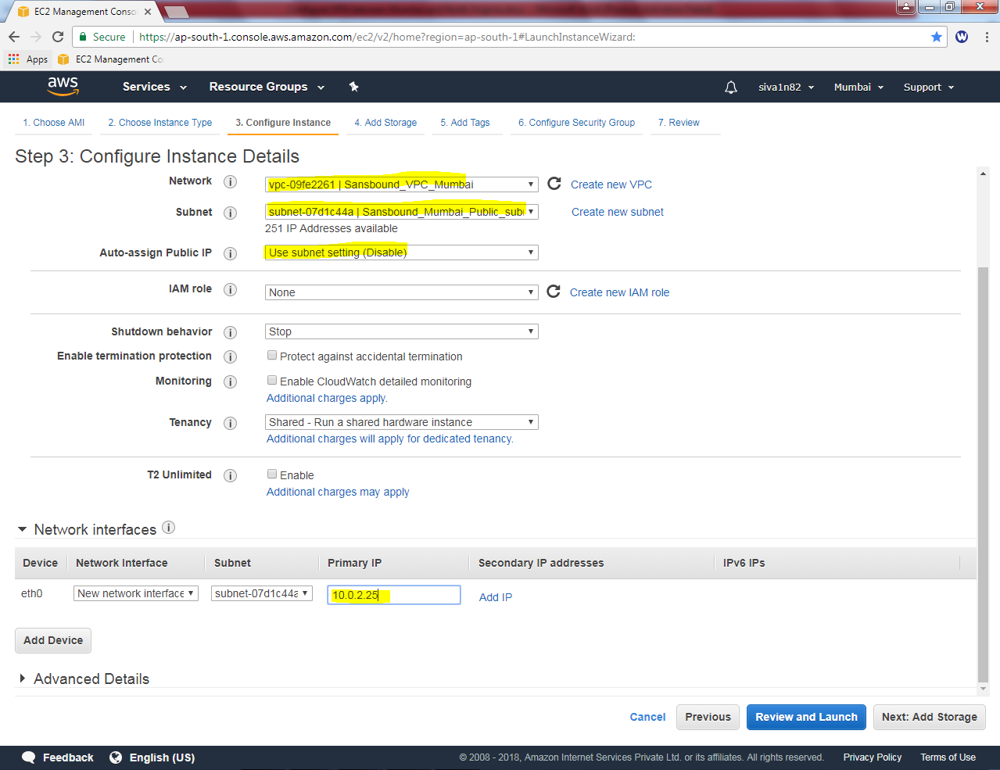 EC2 Management Conso
Secure https://ap-south-1.console.aws.amazon.com/ec2/v2/home?region=ap-south-1#LaunchInstanceWizard: W
Apps EC2 Management Co
aws Services Resource Groups siva1n82 Mumbai Support
1. Choose AMI 2. Choose Instance Type 3. Configure Instance 4. Add Storage 5. Add Tags 6. Configure Security Group 7. Review
Step 3: Configure Instance Details
Network i vpc-09fe2261 | Sansbound_VPC_Mumbai Create new VPC
Subnet i subnet-07d1c44a | Sansbound_Mumbai_Public_subr Create new subnet
251 IP Addresses available
Auto-assign Public IP i Use subnet setting (Disable)
IAM role i None Create new IAM role
Shutdown behavior i Stop
Enable termination protection i Protect against accidental termination
Monitoring i Enable CloudWatch detailed monitoring
Additional charges apply.
Tenancy i Shared - Run a shared hardware instance
Additional charges will apply for dedicated tenancy.
T2 Unlimited i Enable
Additional charges may apply
Network interfaces i
Device Network Interface Subnet Primary IP Secondary IP addresses IPv6 IPs
eth0 New network interface subnet-07d1c44a 10.0.2.25 Add IP
Add Device
Advanced Details
Cancel Previous Review and Launch Next: Add Storage
Feedback English (US) © 2008 - 2018, Amazon Internet Services Private Ltd. or its affiliates. All rights reserved. Privacy Policy Terms of Use